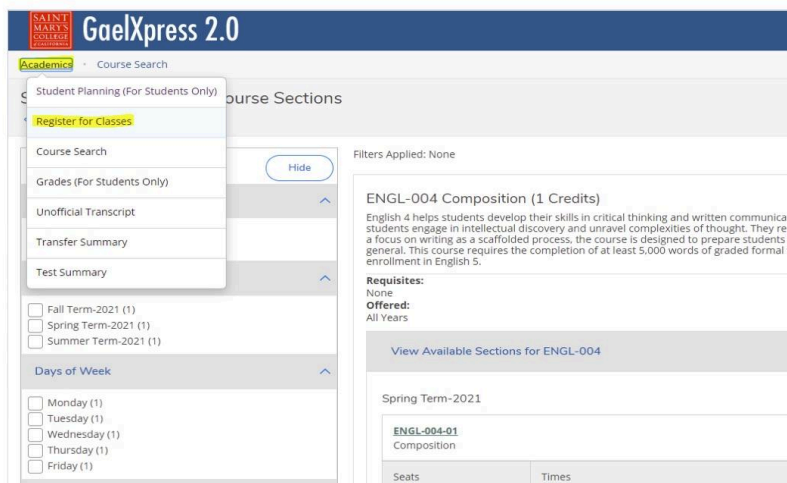 SAINT
MARY'S
COLLEGE
GaelXpress 2.0
Academics • Course Search
Student Planning (For Students Only)
Register for Classes
Course Search
Grades (For Students Only)
Unofficial Transcript
Transfer Summary
Test Summary
S ourse Sections
Hide
Fall Term-2021 (1)
Spring Term-2021 (1)
Summer Term-2021 (1)
Days of Week
Monday (1)
Tuesday (1)
Wednesday (1)
Thursday (1)
Friday (1)
Filters Applied: None
ENGL-004 Composition (1 Credits)
English 4 helps students develop their skills in critical thinking and written communica
students engage in intellectual discovery and unravel complexities of thought. They re
a focus on writing as a scaffolded process, the course is designed to prepare students
general. This course requires the completion of at least 5,000 words of graded formal
enrollment in English 5.
Requisites:
None
Offered:
All Years
View Available Sections for ENGL-004
Spring Term-2021
ENGL-004-01
Composition
Seats Times